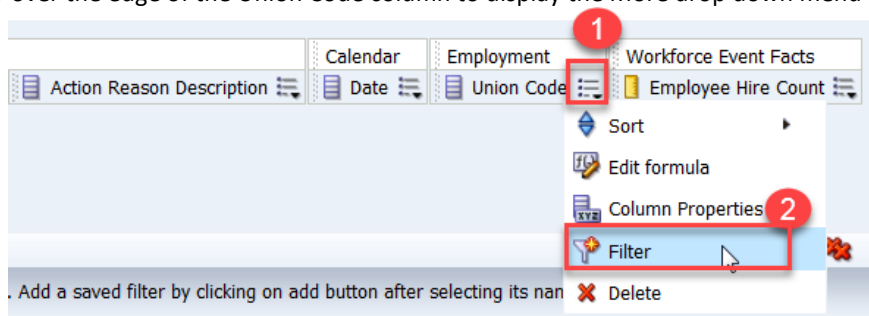 over the edge of the Union Code column to display the more drop down menu
1
Calendar Employment Workforce Event Facts
Action Reason Description Date Union Code Employee Hire Count
Sort
f()
Edit formula
XYZ
Column Properties 2
Filter
. Add a saved filter by clicking on add button after selecting its nam
Delete